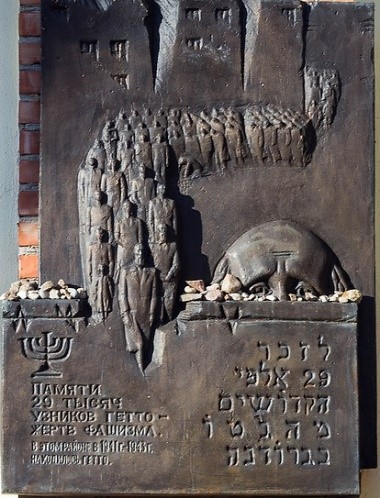 ПАМЯТИ
29 ТЫСЯЧ
УЗНИКОВ ГЕТТО –
ЖЕРТВ ФАШИЗМА.
В ЭТОМ РАЙОНЕ В 1941г.-1943г.
НАХОДИЛОСЬ ГЕТТО.
לזכר
29 אלפי
הקדושים
מהגטו
בגרודנה